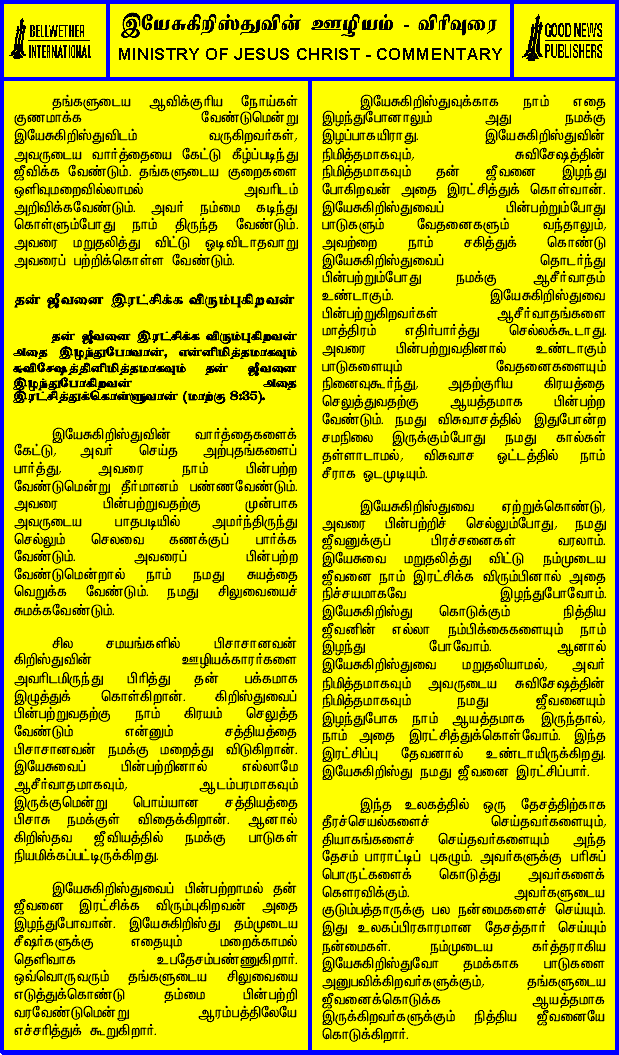 BELLWETHER
INTERNATIONAL
இயேசுகிறிஸ்துவின் ஊழியம் - விரிவுரை
MINISTRY OF JESUS CHRIST - COMMENTARY
GOOD NEWS
PUBLISHERS
தங்களுடைய ஆவிக்குரிய நோய்கள்
குணமாக்க வேண்டுமென்று
இயேசுகிறிஸ்துவிடம் வருகிறவர்கள்,
அவருடைய வார்த்தையை கேட்டு கீழ்ப்படிந்து
ஜீவிக்க வேண்டும். தங்களுடைய குறைகளை
ஒளிவுமறைவில்லாமல் அவரிடம்
அறிவிக்கவேண்டும். அவர் நம்மை கடிந்து
கொள்ளும்போது நாம் திருந்த வேண்டும்.
அவரை மறுதலித்து விட்டு ஓடிவிடாதவாறு
அவரைப் பற்றிக்கொள்ள வேண்டும்.
தன் ஜீவனை இரட்சிக்க விரும்புகிறவன்
தன் ஜீவனை இரட்சிக்க விரும்புகிறவன்
அதை இழந்துபோவான், என்னிமித்தமாகவும்
சுவிசேஷத்தினிமித்தமாகவும் தன் ஜீவனை
இழந்துபோகிறவன் அதை
இரட்சித்துக்கொள்ளுவான் (மாற்கு 8:35).
இயேசுகிறிஸ்துவின் வார்த்தைகளைக்
கேட்டு, அவர் செய்த அற்புதங்களைப்
பார்த்து, அவரை நாம் பின்பற்ற
வேண்டுமென்று தீர்மானம் பண்ணவேண்டும்.
அவரை பின்பற்றுவதற்கு முன்பாக
அவருடைய பாதபடியில் அமர்ந்திருந்து
செல்லும் செலவை கணக்குப் பார்க்க
வேண்டும். அவரைப் பின்பற்ற
வேண்டுமென்றால் நாம் நமது சுயத்தை
வெறுக்க வேண்டும். நமது சிலுவையைச்
சுமக்கவேண்டும்.
சில சமயங்களில் பிசாசானவன்
கிறிஸ்துவின் ஊழியக்காரர்களை
அவரிடமிருந்து பிரித்து தன் பக்கமாக
இழுத்துக் கொள்கிறான். கிறிஸ்துவைப்
பின்பற்றுவதற்கு நாம் கிரயம் செலுத்த
வேண்டும் என்னும் சத்தியத்தை
பிசாசானவன் நமக்கு மறைத்து விடுகிறான்.
இயேசுவைப் பின்பற்றினால் எல்லாமே
ஆசீர்வாதமாகவும், ஆடம்பரமாகவும்
இருக்குமென்று பொய்யான சத்தியத்தை
பிசாசு நமக்குள் விதைக்கிறான். ஆனால்
கிறிஸ்தவ ஜீவியத்தில் நமக்கு பாடுகள்
நியமிக்கப்பட்டிருக்கிறது.
இயேசுகிறிஸ்துவைப் பின்பற்றாமல் தன்
ஜீவனை இரட்சிக்க விரும்புகிறவன் அதை
இழந்துபோவான். இயேசுகிறிஸ்து தம்முடைய
சீஷர்களுக்கு எதையும் மறைக்காமல்
தெளிவாக உபதேசம்பண்ணுகிறார்.
ஒவ்வொருவரும் தங்களுடைய சிலுவையை
எடுத்துக்கொண்டு தம்மை பின்பற்றி
வரவேண்டுமென்று ஆரம்பத்திலேயே
எச்சரித்துக் கூறுகிறார்.
இயேசுகிறிஸ்துவுக்காக நாம் எதை
இழந்துபோனாலும் அது நமக்கு
இழப்பாகயிராது. இயேசுகிறிஸ்துவின்
நிமித்தமாகவும், சுவிசேஷத்தின்
நிமித்தமாகவும் தன் ஜீவனை இழந்து
போகிறவன் அதை இரட்சித்துக் கொள்வான்.
இயேசுகிறிஸ்துவைப் பின்பற்றும்போது
பாடுகளும் வேதனைகளும் வந்தாலும்,
அவற்றை நாம் சகித்துக் கொண்டு
இயேசுகிறிஸ்துவைப் தொடர்ந்து
பின்பற்றும்போது நமக்கு ஆசீர்வாதம்
உண்டாகும். இயேசுகிறிஸ்துவை
பின்பற்றுகிறவர்கள் ஆசீர்வாதங்களை
மாத்திரம் எதிர்பார்த்து செல்லக்கூடாது.
அவரை பின்பற்றுவதினால் உண்டாகும்
பாடுகளையும் வேதனைகளையும்
நினைவுகூர்ந்து, அதற்குரிய கிரயத்தை
செலுத்துவதற்கு ஆயத்தமாக பின்பற்ற
வேண்டும். நமது விசுவாசத்தில் இதுபோன்ற
சமநிலை இருக்கும்போது நமது கால்கள்
தள்ளாடாமல், விசுவாச ஓட்டத்தில் நாம்
சீராக ஓடமுடியும்.
இயேசுகிறிஸ்துவை ஏற்றுக்கொண்டு,
அவரை பின்பற்றிச் செல்லும்போது, நமது
ஜீவனுக்குப் பிரச்சனைகள் வரலாம்.
இயேசுவை மறுதலித்து விட்டு நம்முடைய
ஜீவனை நாம் இரட்சிக்க விரும்பினால் அதை
நிச்சயமாகவே இழந்துபோவோம்.
இயேசுகிறிஸ்து கொடுக்கும் நித்திய
ஜீவனின் எல்லா நம்பிக்கைகளையும் நாம்
இழந்து போவோம். ஆனால்
இயேசுகிறிஸ்துவை மறுதலியாமல், அவர்
நிமித்தமாகவும் அவருடைய சுவிசேஷத்தின்
நிமித்தமாகவும் நமது ஜீவனையும்
இழந்துபோக நாம் ஆயத்தமாக இருந்தால்,
நாம் அதை இரட்சித்துக்கொள்வோம். இந்த
இரட்சிப்பு தேவனால் உண்டாயிருக்கிறது.
இயேசுகிறிஸ்து நமது ஜீவனை இரட்சிப்பார்.
இந்த உலகத்தில் ஒரு தேசத்திற்காக
தீரச்செயல்களைச் செய்தவர்களையும்,
தியாகங்களைச் செய்தவர்களையும் அந்த
தேசம் பாராட்டிப் புகழும். அவர்களுக்கு பரிசுப்
பொருட்களைக் கொடுத்து அவர்களைக்
கௌரவிக்கும். அவர்களுடைய
குடும்பத்தாருக்கு பல நன்மைகளைச் செய்யும்.
இது உலகப்பிரகாரமான தேசத்தார் செய்யும்
நன்மைகள். நம்முடைய கர்த்தராகிய
இயேசுகிறிஸ்துவோ தமக்காக பாடுகளை
அனுபவிக்கிறவர்களுக்கும், தங்களுடைய
ஜீவனைக்கொடுக்க ஆயத்தமாக
இருக்கிறவர்களுக்கும் நித்திய ஜீவனையே
கொடுக்கிறார்.